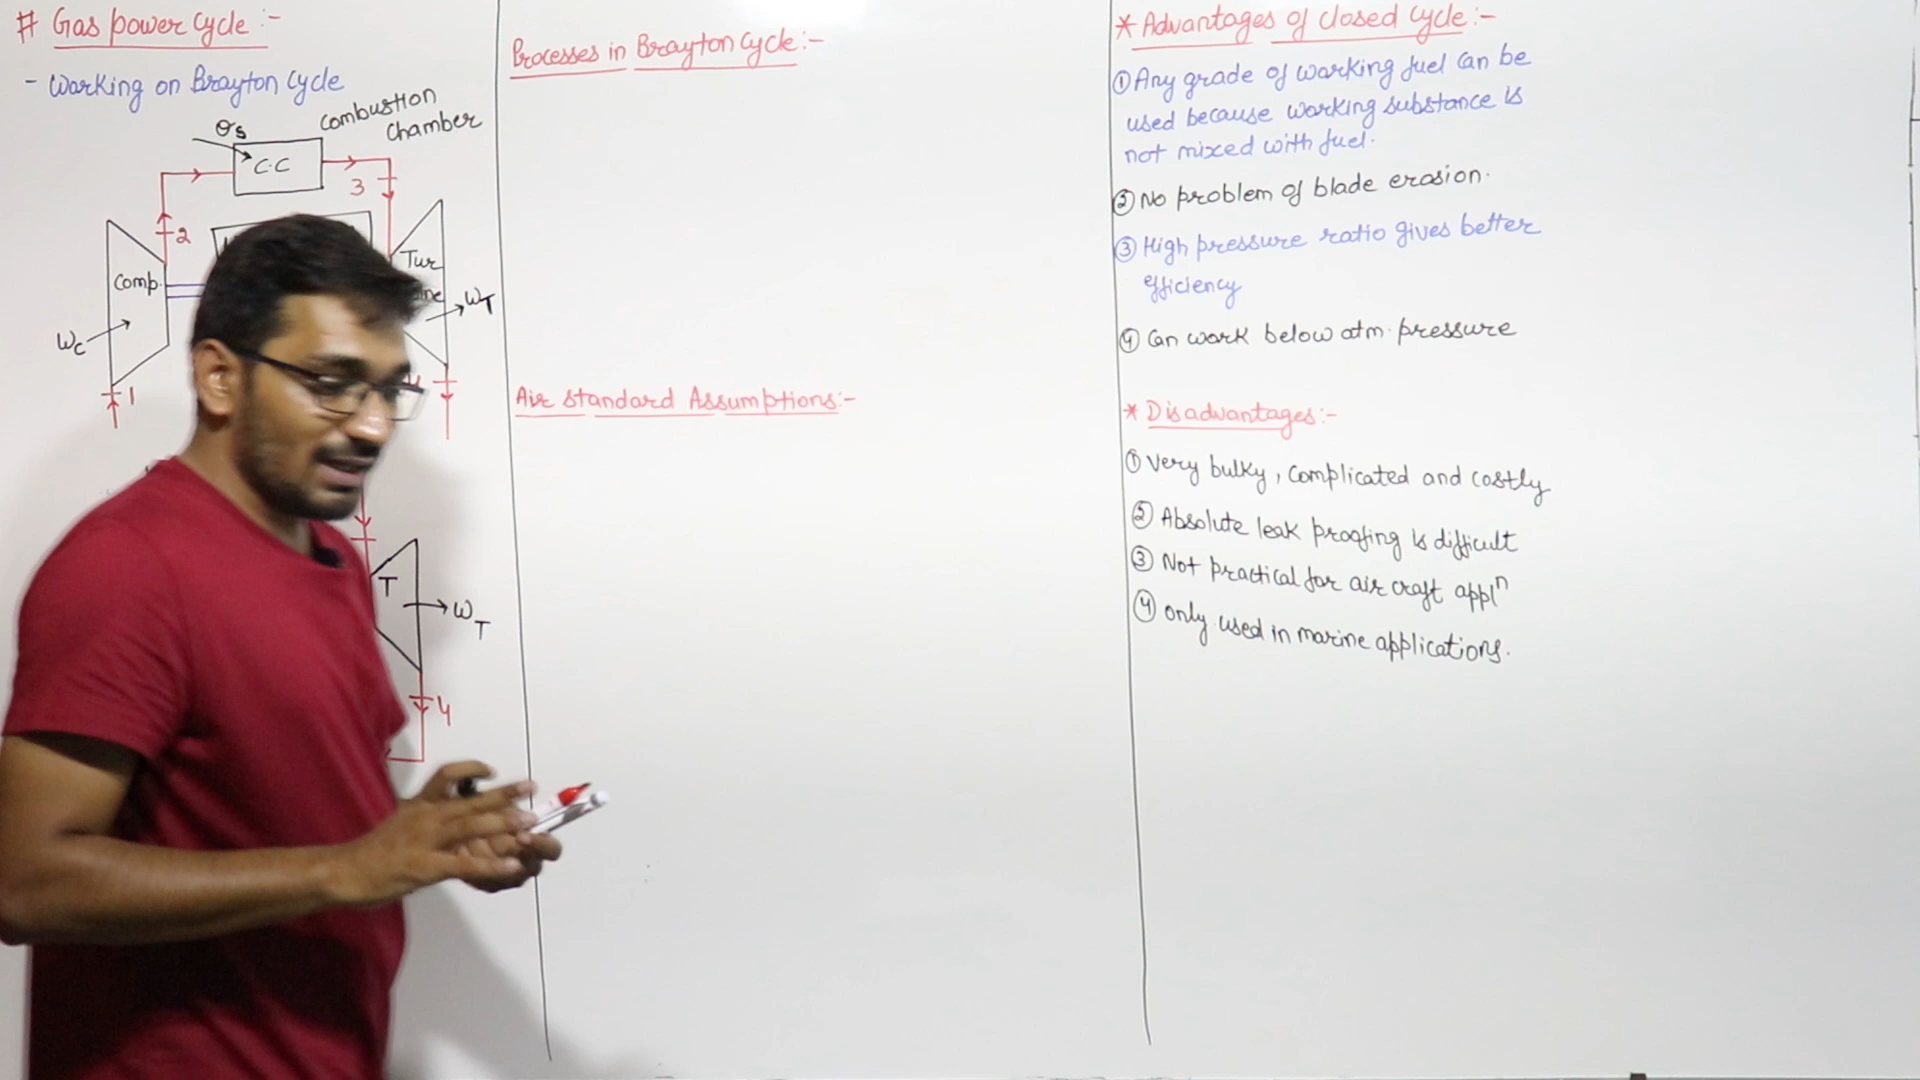 # Gas power cycle :-
- Working on Brayton cycle
Combustion
Chamber
Qs
C.C
3
2
Comp.
Tur
ine
WT
Wc
1
T
WT
4
Processes in Brayton cycle:-
Air standard Assumptions:-
* Advantages of closed cycle:-
① Any grade of working fuel can be
used because working substance is
not mixed with fuel.
② No problem of blade erosion.
③ High pressure ratio gives better
efficiency
④ Can work below atm. pressure
* Disadvantages:-
① Very bulky, complicated and costly
② Absolute leak proofing is difficult
③ Not practical for air craft applⁿ
④ only used in marine applications.